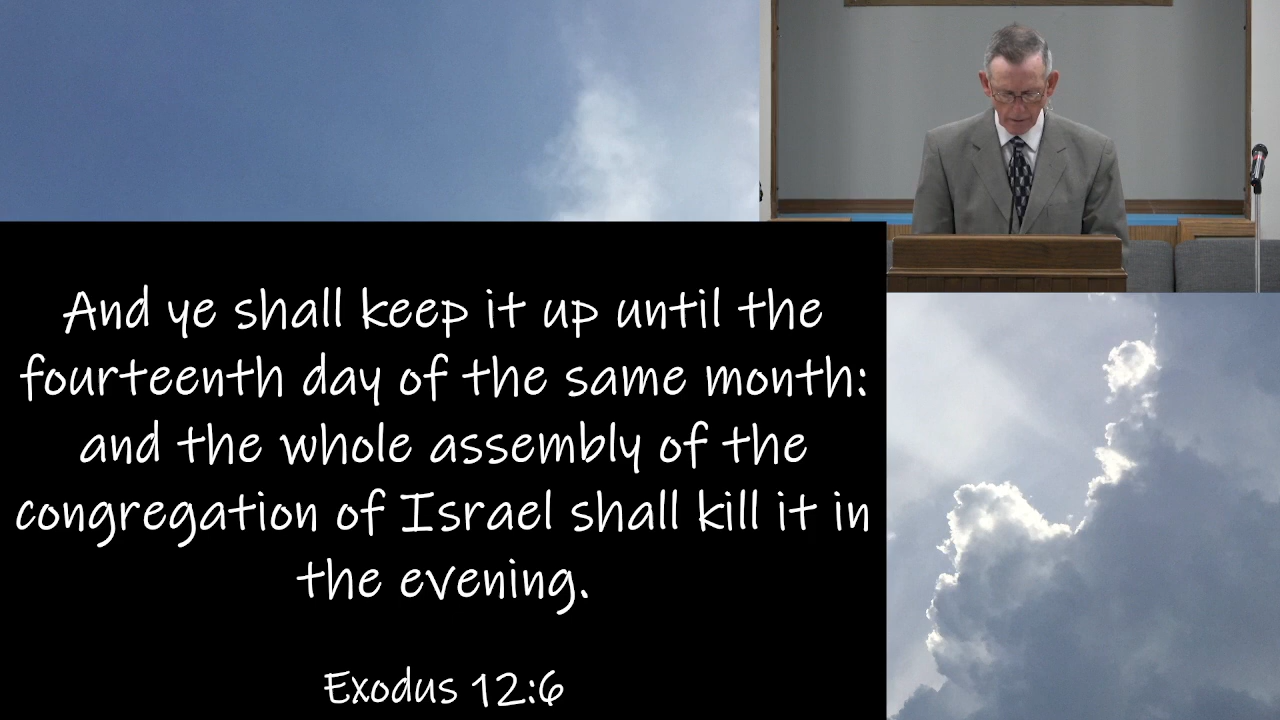 And ye shall keep it up until the
fourteenth day of the same month:
and the whole assembly of the
congregation of Israel shall kill it in
the evening.
Exodus 12:6